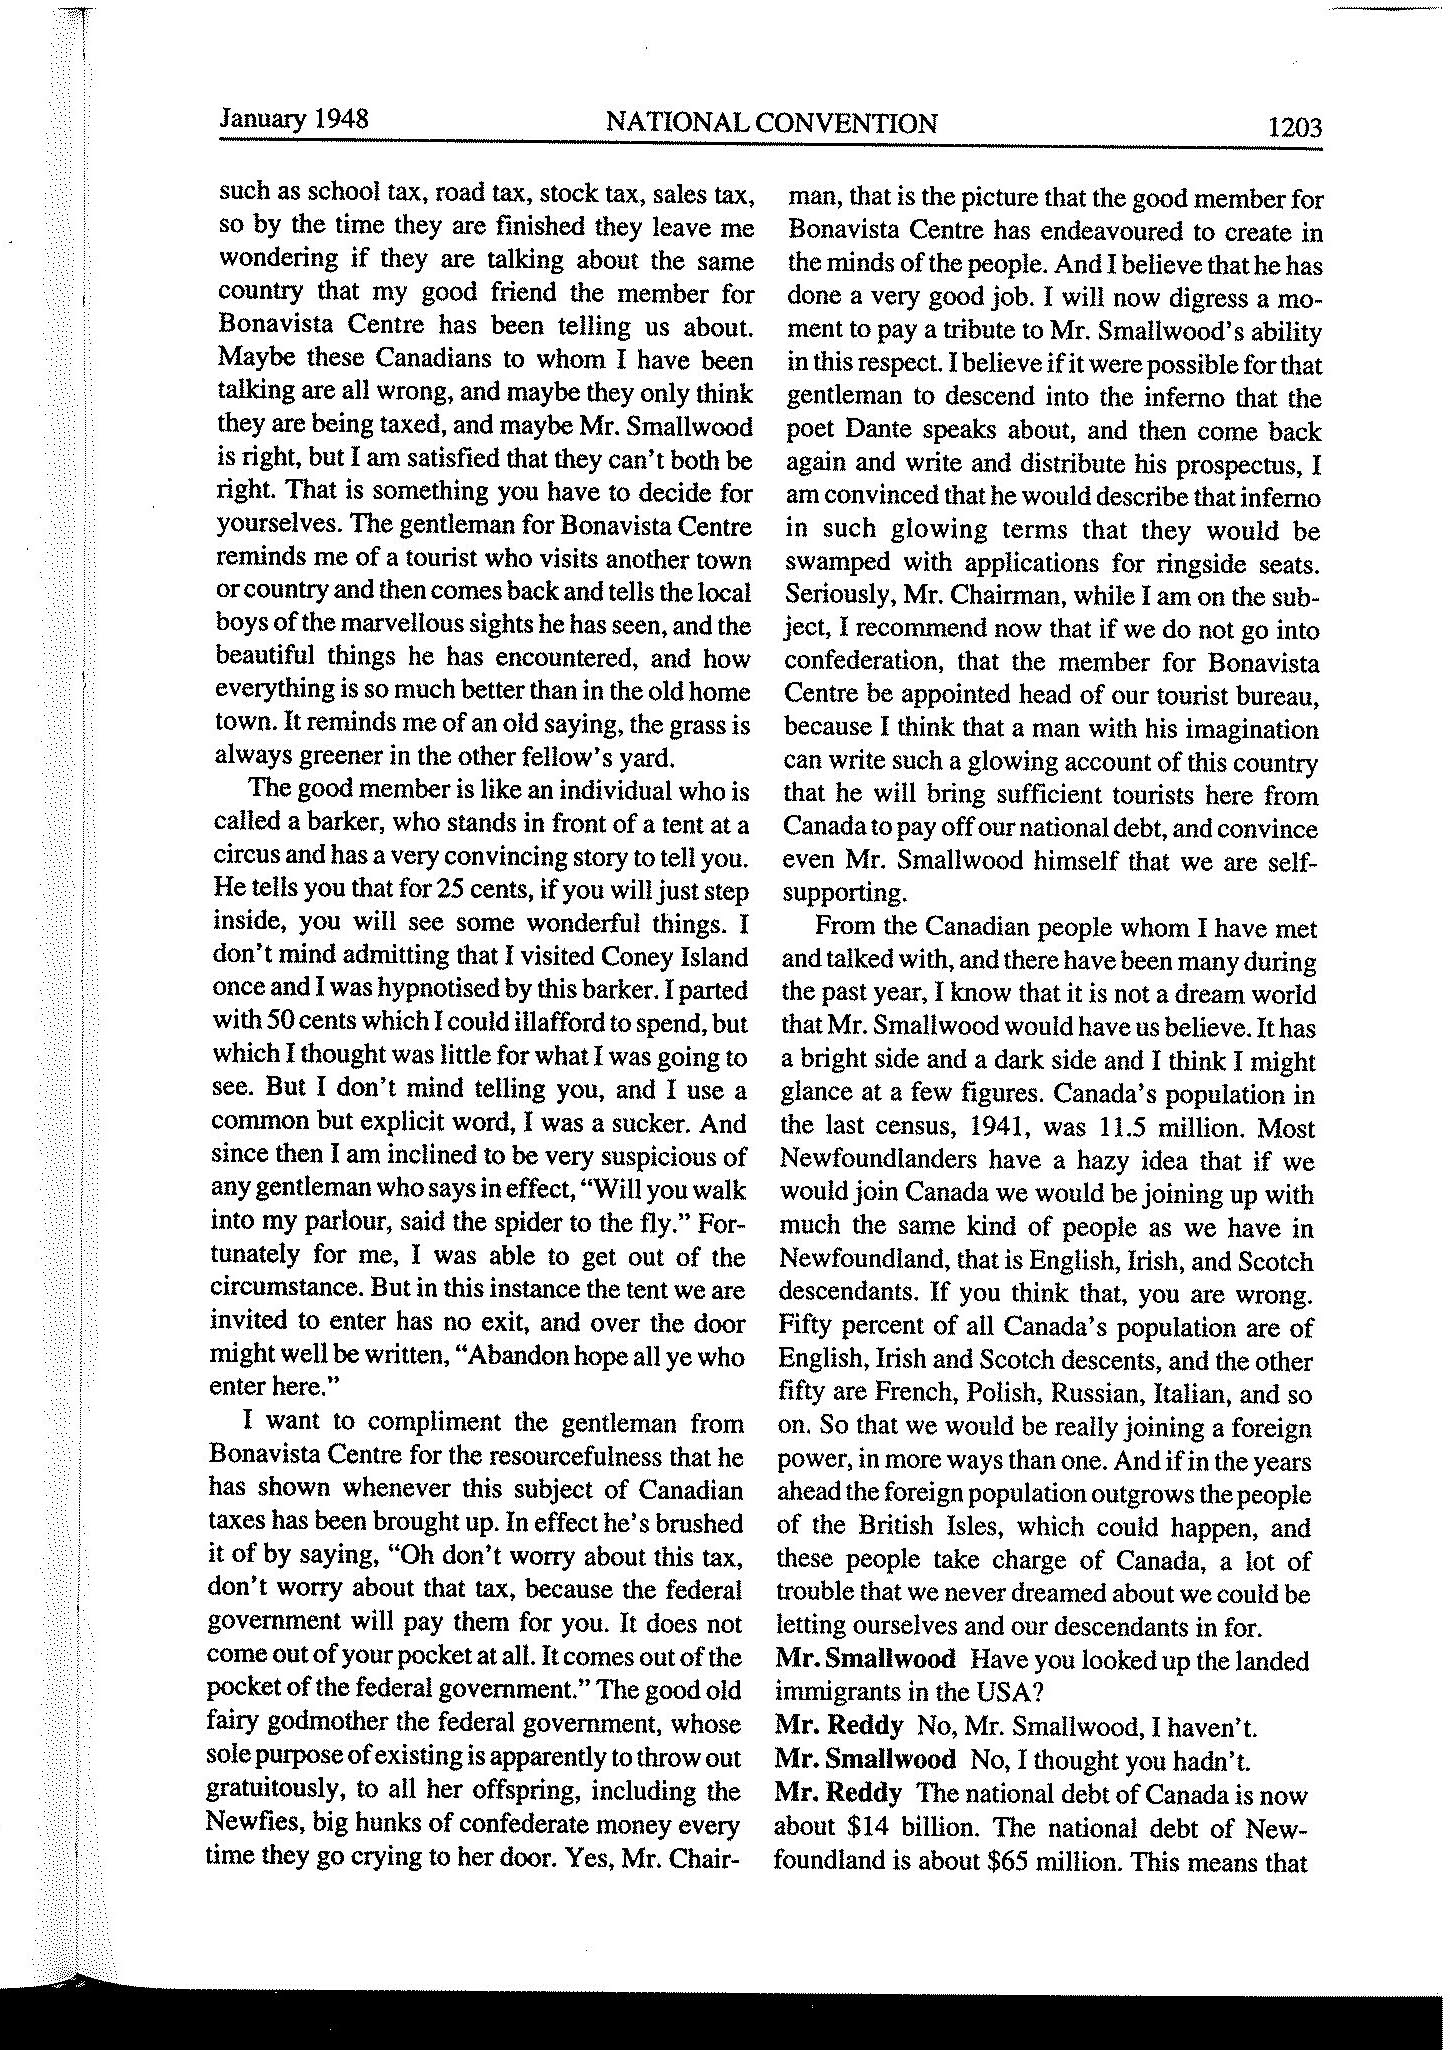 January 1948 NATIONAL CONVENTION 1203
such as school tax, road tax, stock tax, sales tax,
so by the time they are finished they leave me
wondering if they are talking about the same
country that my good friend the member for
Bonavista Centre has been telling us about.
Maybe these Canadians to whom I have been
talking are all wrong, and maybe they only think
they are being taxed, and maybe Mr. Smallwood
is right, but I am satisfied that they can't both be
right. That is something you have to decide for
yourselves. The gentleman for Bonavista Centre
reminds me of a tourist who visits another town
or country and then comes back and tells the local
boys of the marvellous sights he has seen, and the
beautiful things he has encountered, and how
everything is so much better than in the old home
town. It reminds me of an old saying, the grass is
always greener in the other fellow's yard.
The good member is like an individual who is
called a barker, who stands in front of a tent at a
circus and has a very convincing story to tell you.
He tells you that for 25 cents, if you will just step
inside, you will see some wonderful things. I
don't mind admitting that I visited Coney Island
once and I was hypnotised by this barker. I parted
with 50 cents which I could illafford to spend, but
which I thought was little for what I was going to
see. But I don't mind telling you, and I use a
common but explicit word, I was a sucker. And
since then I am inclined to be very suspicious of
any gentleman who says in effect, "Will you walk
into my parlour, said the spider to the fly." For-
tunately for me, I was able to get out of the
circumstance. But in this instance the tent we are
invited to enter has no exit, and over the door
might well be written, "Abandon hope all ye who
enter here."
I want to compliment the gentleman from
Bonavista Centre for the resourcefulness that he
has shown whenever this subject of Canadian
taxes has been brought up. In effect he's brushed
it of by saying, "Oh don't worry about this tax,
don't worry about that tax, because the federal
government will pay them for you. It does not
come out of your pocket at all. It comes out of the
pocket of the federal government." The good old
fairy godmother the federal government, whose
sole purpose of existing is apparently to throw out
gratuitously, to all her offspring, including the
Newfies, big hunks of confederate money every
time they go crying to her door. Yes, Mr. Chair-
man, that is the picture that the good member for
Bonavista Centre has endeavoured to create in
the minds of the people. And I believe that he has
done a very good job. I will now digress a mo-
ment to pay a tribute to Mr. Smallwood's ability
in this respect. I believe if it were possible for that
gentleman to descend into the inferno that the
poet Dante speaks about, and then come back
again and write and distribute his prospectus, I
am convinced that he would describe that inferno
in such glowing terms that they would be
swamped with applications for ringside seats.
Seriously, Mr. Chairman, while I am on the sub-
ject, I recommend now that if we do not go into
confederation, that the member for Bonavista
Centre be appointed head of our tourist bureau,
because I think that a man with his imagination
can write such a glowing account of this country
that he will bring sufficient tourists here from
Canada to pay off our national debt, and convince
even Mr. Smallwood himself that we are self-
supporting.
From the Canadian people whom I have met
and talked with, and there have been many during
the past year, I know that it is not a dream world
that Mr. Smallwood would have us believe. It has
a bright side and a dark side and I think I might
glance at a few figures. Canada's population in
the last census, 1941, was 11.5 million. Most
Newfoundlanders have a hazy idea that if we
would join Canada we would be joining up with
much the same kind of people as we have in
Newfoundland, that is English, Irish, and Scotch
descendants. If you think that, you are wrong.
Fifty percent of all Canada's population are of
English, Irish and Scotch descents, and the other
fifty are French, Polish, Russian, Italian, and so
on. So that we would be really joining a foreign
power, in more ways than one. And if in the years
ahead the foreign population outgrows the people
of the British Isles, which could happen, and
these people take charge of Canada, a lot of
trouble that we never dreamed about we could be
letting ourselves and our descendants in for.
Mr. Smallwood Have you looked up the landed
immigrants in the USA?
Mr. Reddy No, Mr. Smallwood, I haven't.
Mr. Smallwood No, I thought you hadn't.
Mr. Reddy The national debt of Canada is now
about $14 billion. The national debt of New-
foundland is about $65 million. This means that